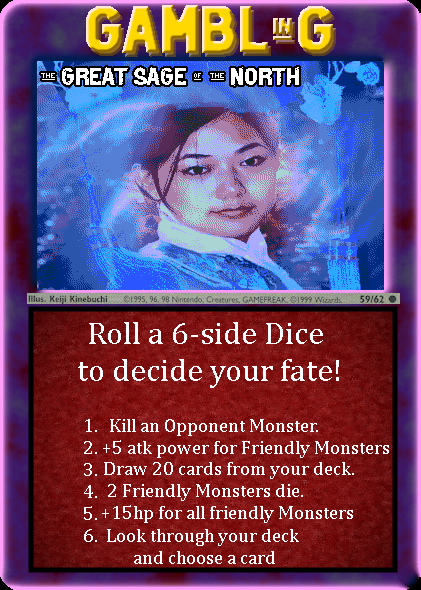 GAMBLING
THE GREAT SAGE OF THE NORTH
Illus. Keiji Kinebuchi ©1995, 96, 98 Nintendo, Creatures, GAMEFREAK. ©1999 Wizards. 59/62 ●
Roll a 6-side Dice
to decide your fate!
1. Kill an Opponent Monster.
2. +5 atk power for Friendly Monsters
3. Draw 20 cards from your deck.
4. 2 Friendly Monsters die.
5. +15hp for all friendly Monsters
6. Look through your deck
and choose a card